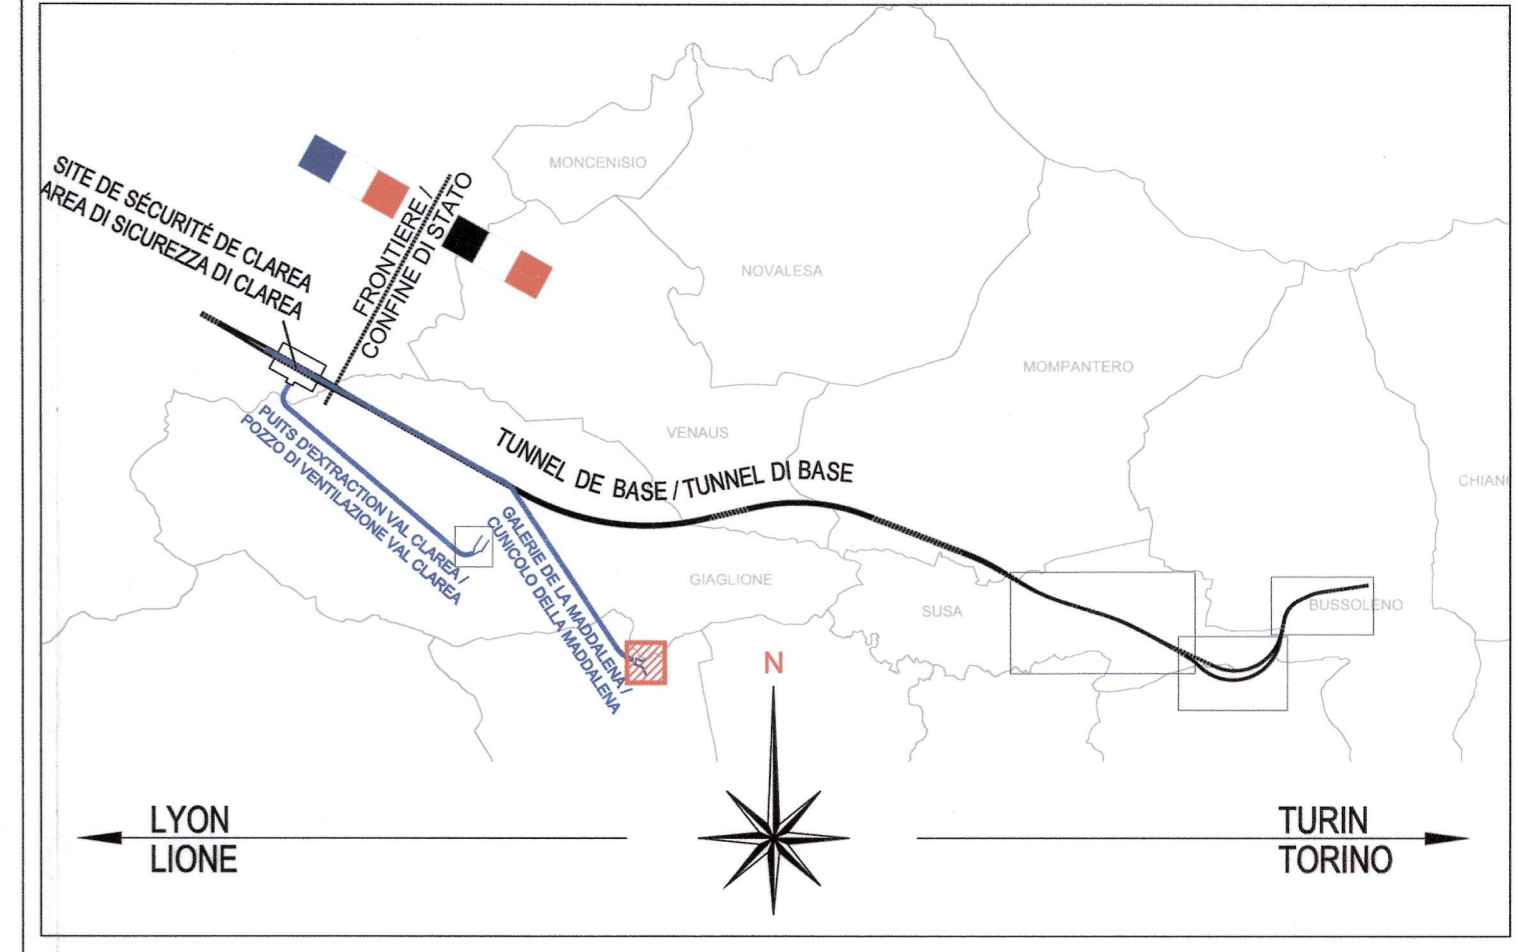 MONCENISIO
SITE DE SÉCURITÉ DE CLAREA
AREA DI SICUREZZA DI CLAREA
FRONTIERE /
CONFINE DI STATO
NOVALESA
MOMPANTERO
VENAUS
TUNNEL DE BASE / TUNNEL DI BASE
CHIAN
PUITS D'EXTRACTION VAL CLAREA /
POZZO DI VENTILAZIONE VAL CLAREA
GALERIE DE LA MADDALENA /
CUNICOLO DELLA MADDALENA
GIAGLIONE
SUSA
BUSSOLENO
N
LYON
LIONE
TURIN
TORINO